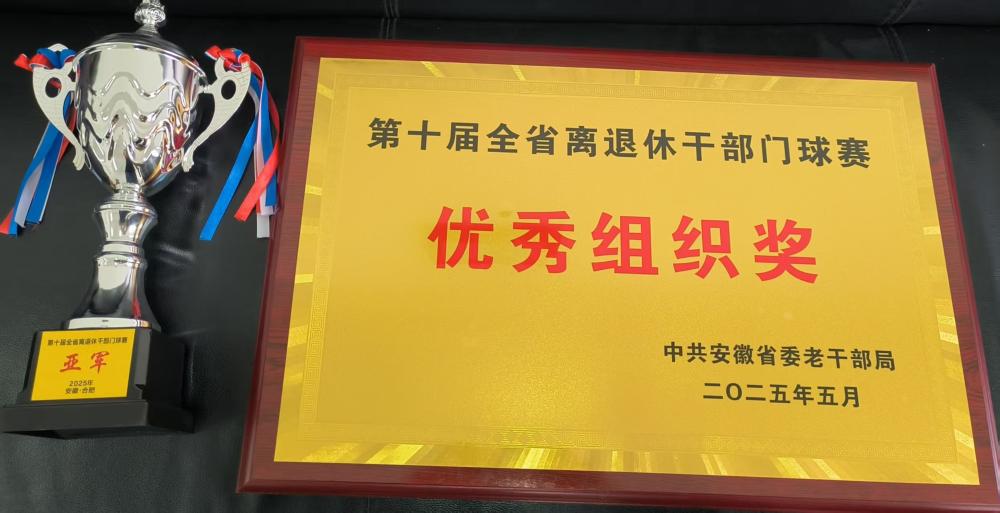 第十届全省离退休干部门球赛
亚军
2025年
安徽·合肥
第十届全省离退休干部门球赛
优秀组织奖
中共安徽省委老干部局
二〇二五年五月